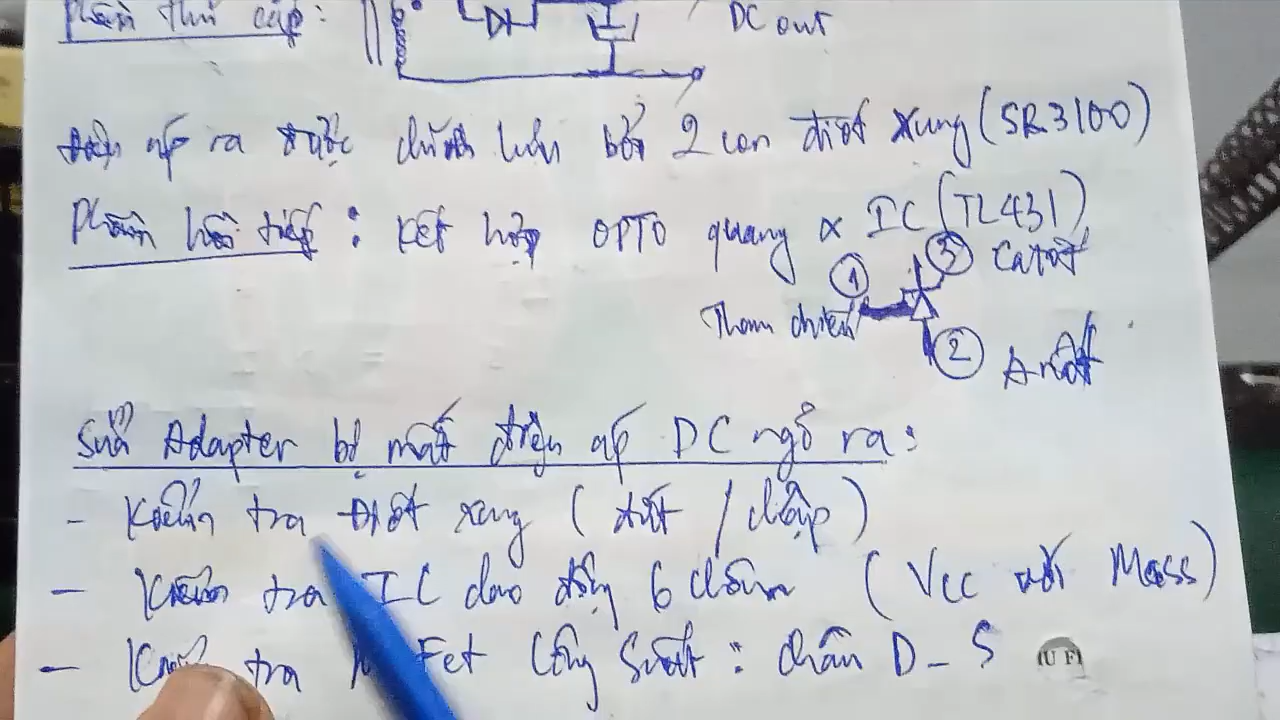 Phần thứ cấp:
DC out
Điện áp ra được chỉnh lưu bởi 2 con điot xung (SR3100)
Phần hồi tiếp: Kết hợp OPTO quang & IC (TL431)
1
3 Catot
Tham chiếu
2 Anốt
Sửa Adapter bị mất điện áp DC ngõ ra:
- Kiểm tra Điốt xung (đứt / chập)
- Kiểm tra IC dao động 6 chân (Vcc với Mass)
- Kiểm tra Fet Công Suất: chân D - S